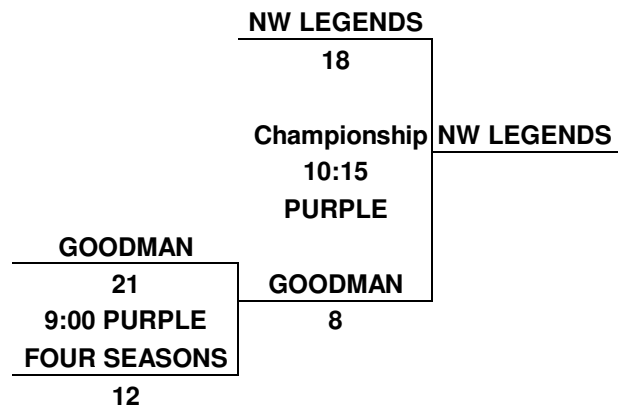 NW LEGENDS
18
Championship NW LEGENDS
10:15
PURPLE
GOODMAN
21 GOODMAN
9:00 PURPLE 8
FOUR SEASONS
12